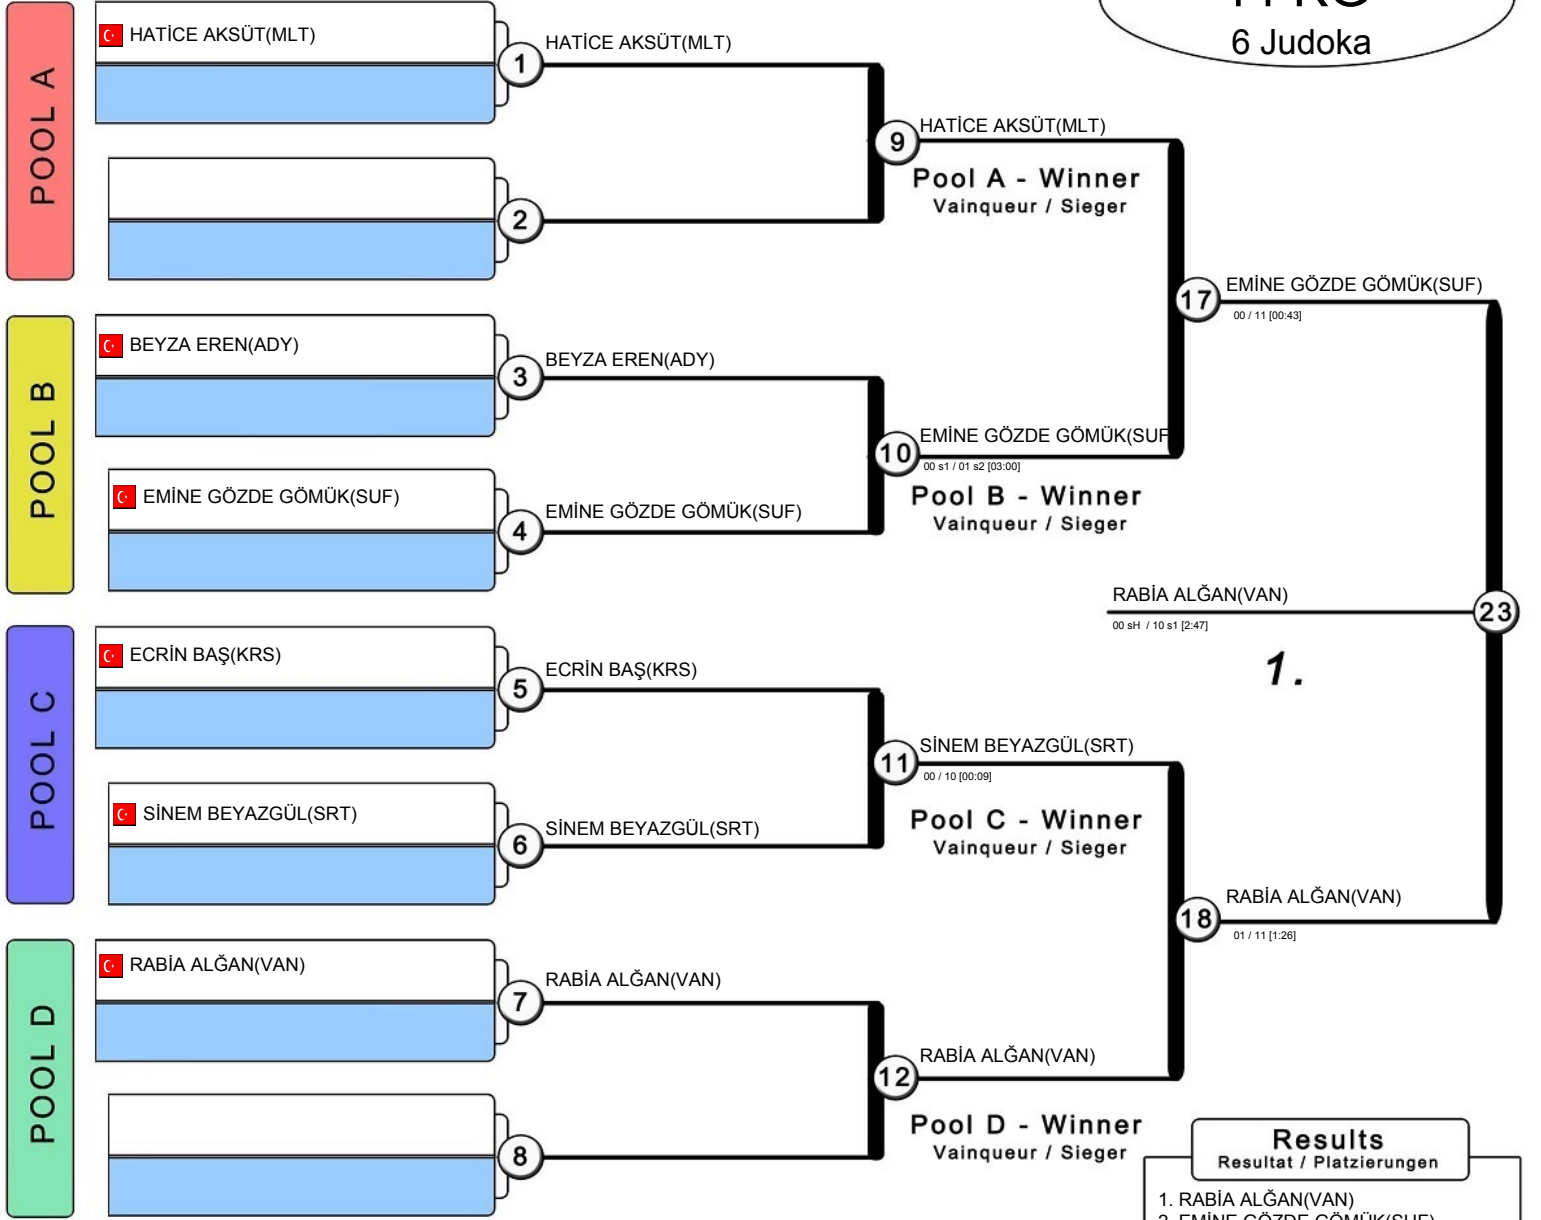 6 Judoka
POOL A
HATİCE AKSÜT(MLT)
1
HATİCE AKSÜT(MLT)
2
9
HATİCE AKSÜT(MLT)
Pool A - Winner
Vainqueur / Sieger
POOL B
BEYZA EREN(ADY)
3
BEYZA EREN(ADY)
EMİNE GÖZDE GÖMÜK(SUF)
4
EMİNE GÖZDE GÖMÜK(SUF)
10
EMİNE GÖZDE GÖMÜK(SUF
00 s1 / 01 s2 [03:00]
Pool B - Winner
Vainqueur / Sieger
17
EMİNE GÖZDE GÖMÜK(SUF)
00 / 11 [00:43]
RABİA ALĞAN(VAN)
23
00 sH / 10 s1 [2:47]
1.
POOL C
ECRİN BAŞ(KRS)
5
ECRİN BAŞ(KRS)
SİNEM BEYAZGÜL(SRT)
6
SİNEM BEYAZGÜL(SRT)
11
SİNEM BEYAZGÜL(SRT)
00 / 10 [00:09]
Pool C - Winner
Vainqueur / Sieger
18
RABİA ALĞAN(VAN)
01 / 11 [1:26]
POOL D
RABİA ALĞAN(VAN)
7
RABİA ALĞAN(VAN)
8
12
RABİA ALĞAN(VAN)
Pool D - Winner
Vainqueur / Sieger
Results
Resultat / Platzierungen
1. RABİA ALĞAN(VAN)
2. EMİNE GÖZDE GÖMÜK(SUF)